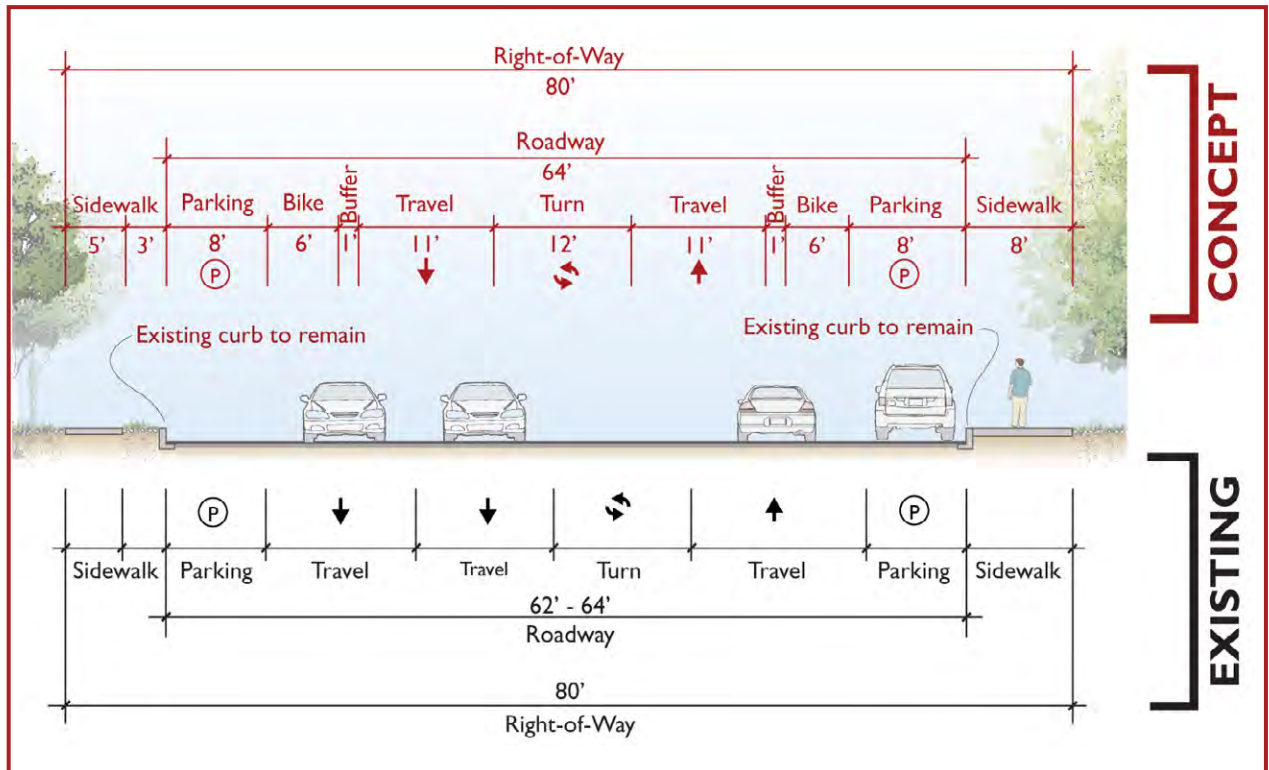 Right-of-Way
80’
Roadway
64’
Sidewalk Parking Bike Buffer Travel Turn Travel Buffer Bike Parking Sidewalk
5’ 3’ 8’ 6’ 1’ 11’ 12’ 11’ 1’ 6’ 8’ 8’
P P
Existing curb to remain
Existing curb to remain
CONCEPT
P P
Sidewalk Parking Travel Travel Turn Travel Parking Sidewalk
62’ - 64’
Roadway
80’
Right-of-Way
EXISTING